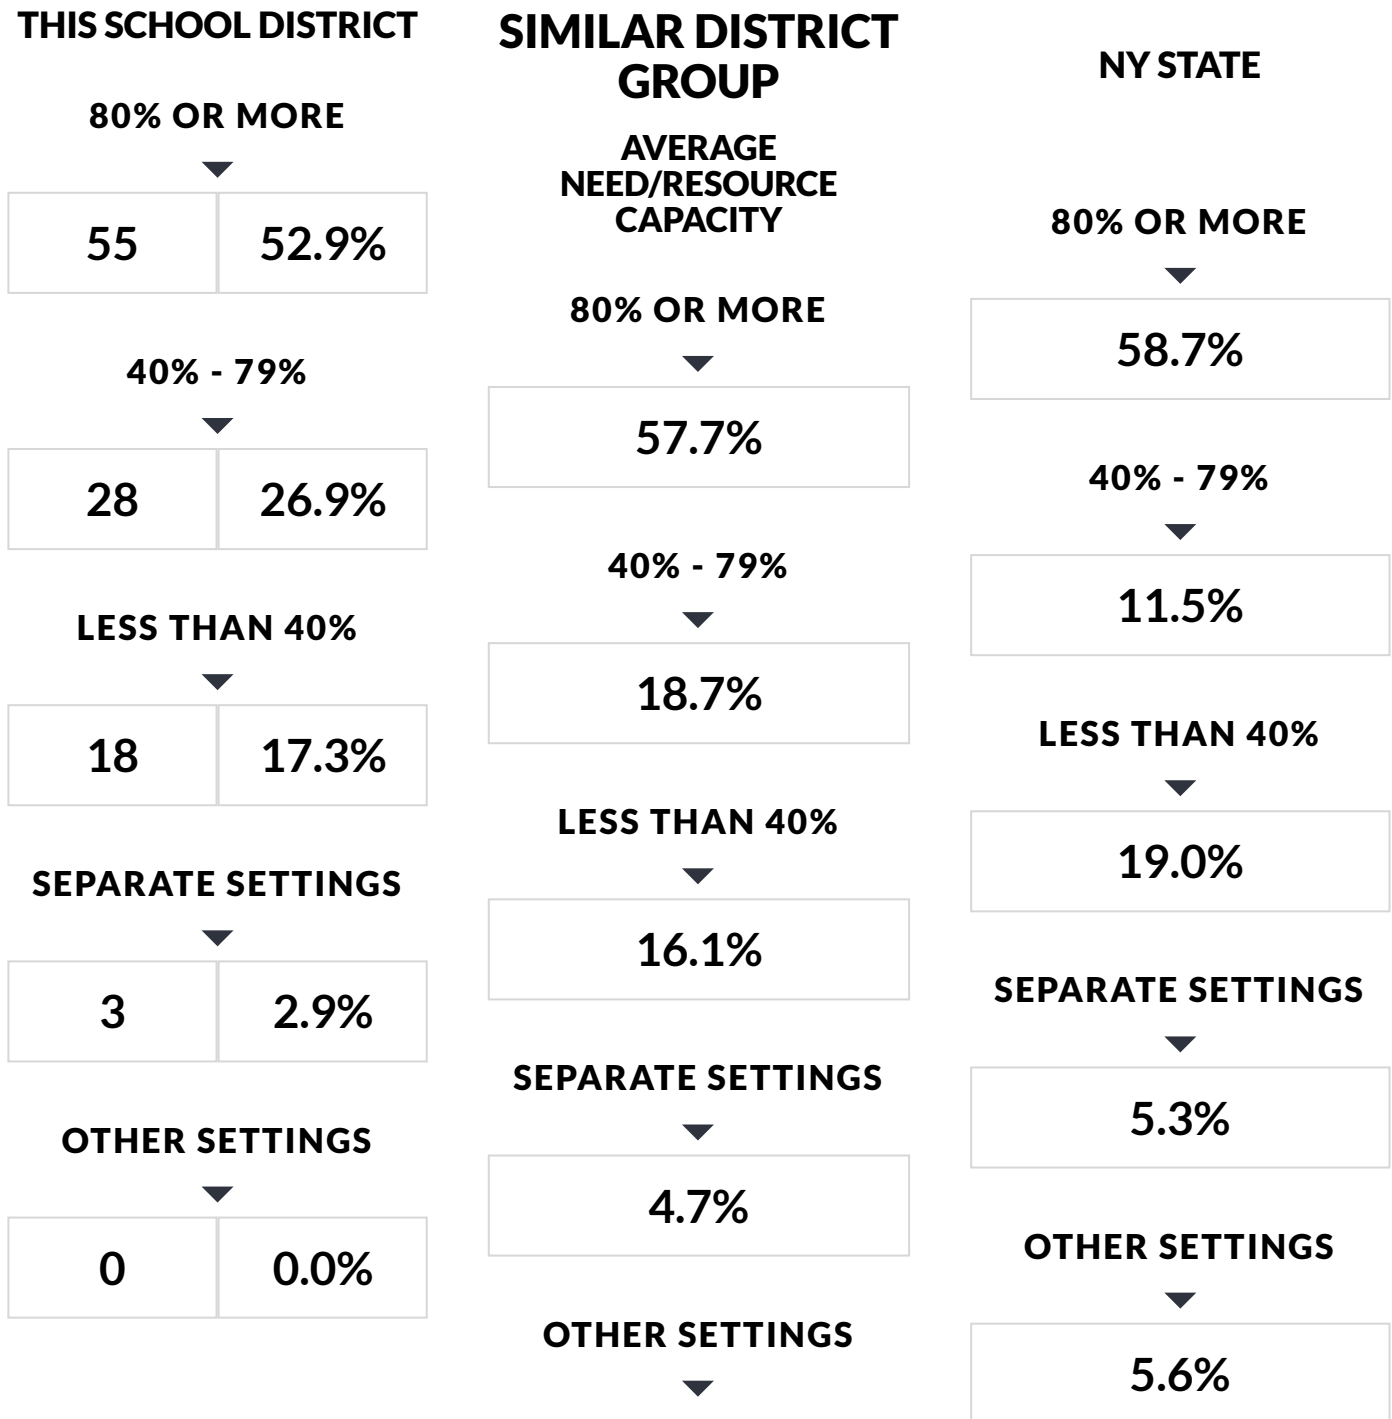 THIS SCHOOL DISTRICT
80% OR MORE
55 52.9%
40% - 79%
28 26.9%
LESS THAN 40%
18 17.3%
SEPARATE SETTINGS
3 2.9%
OTHER SETTINGS
0 0.0%
SIMILAR DISTRICT
GROUP
AVERAGE
NEED/RESOURCE
CAPACITY
80% OR MORE
57.7%
40% - 79%
18.7%
LESS THAN 40%
16.1%
SEPARATE SETTINGS
4.7%
OTHER SETTINGS
NY STATE
80% OR MORE
58.7%
40% - 79%
11.5%
LESS THAN 40%
19.0%
SEPARATE SETTINGS
5.3%
OTHER SETTINGS
5.6%